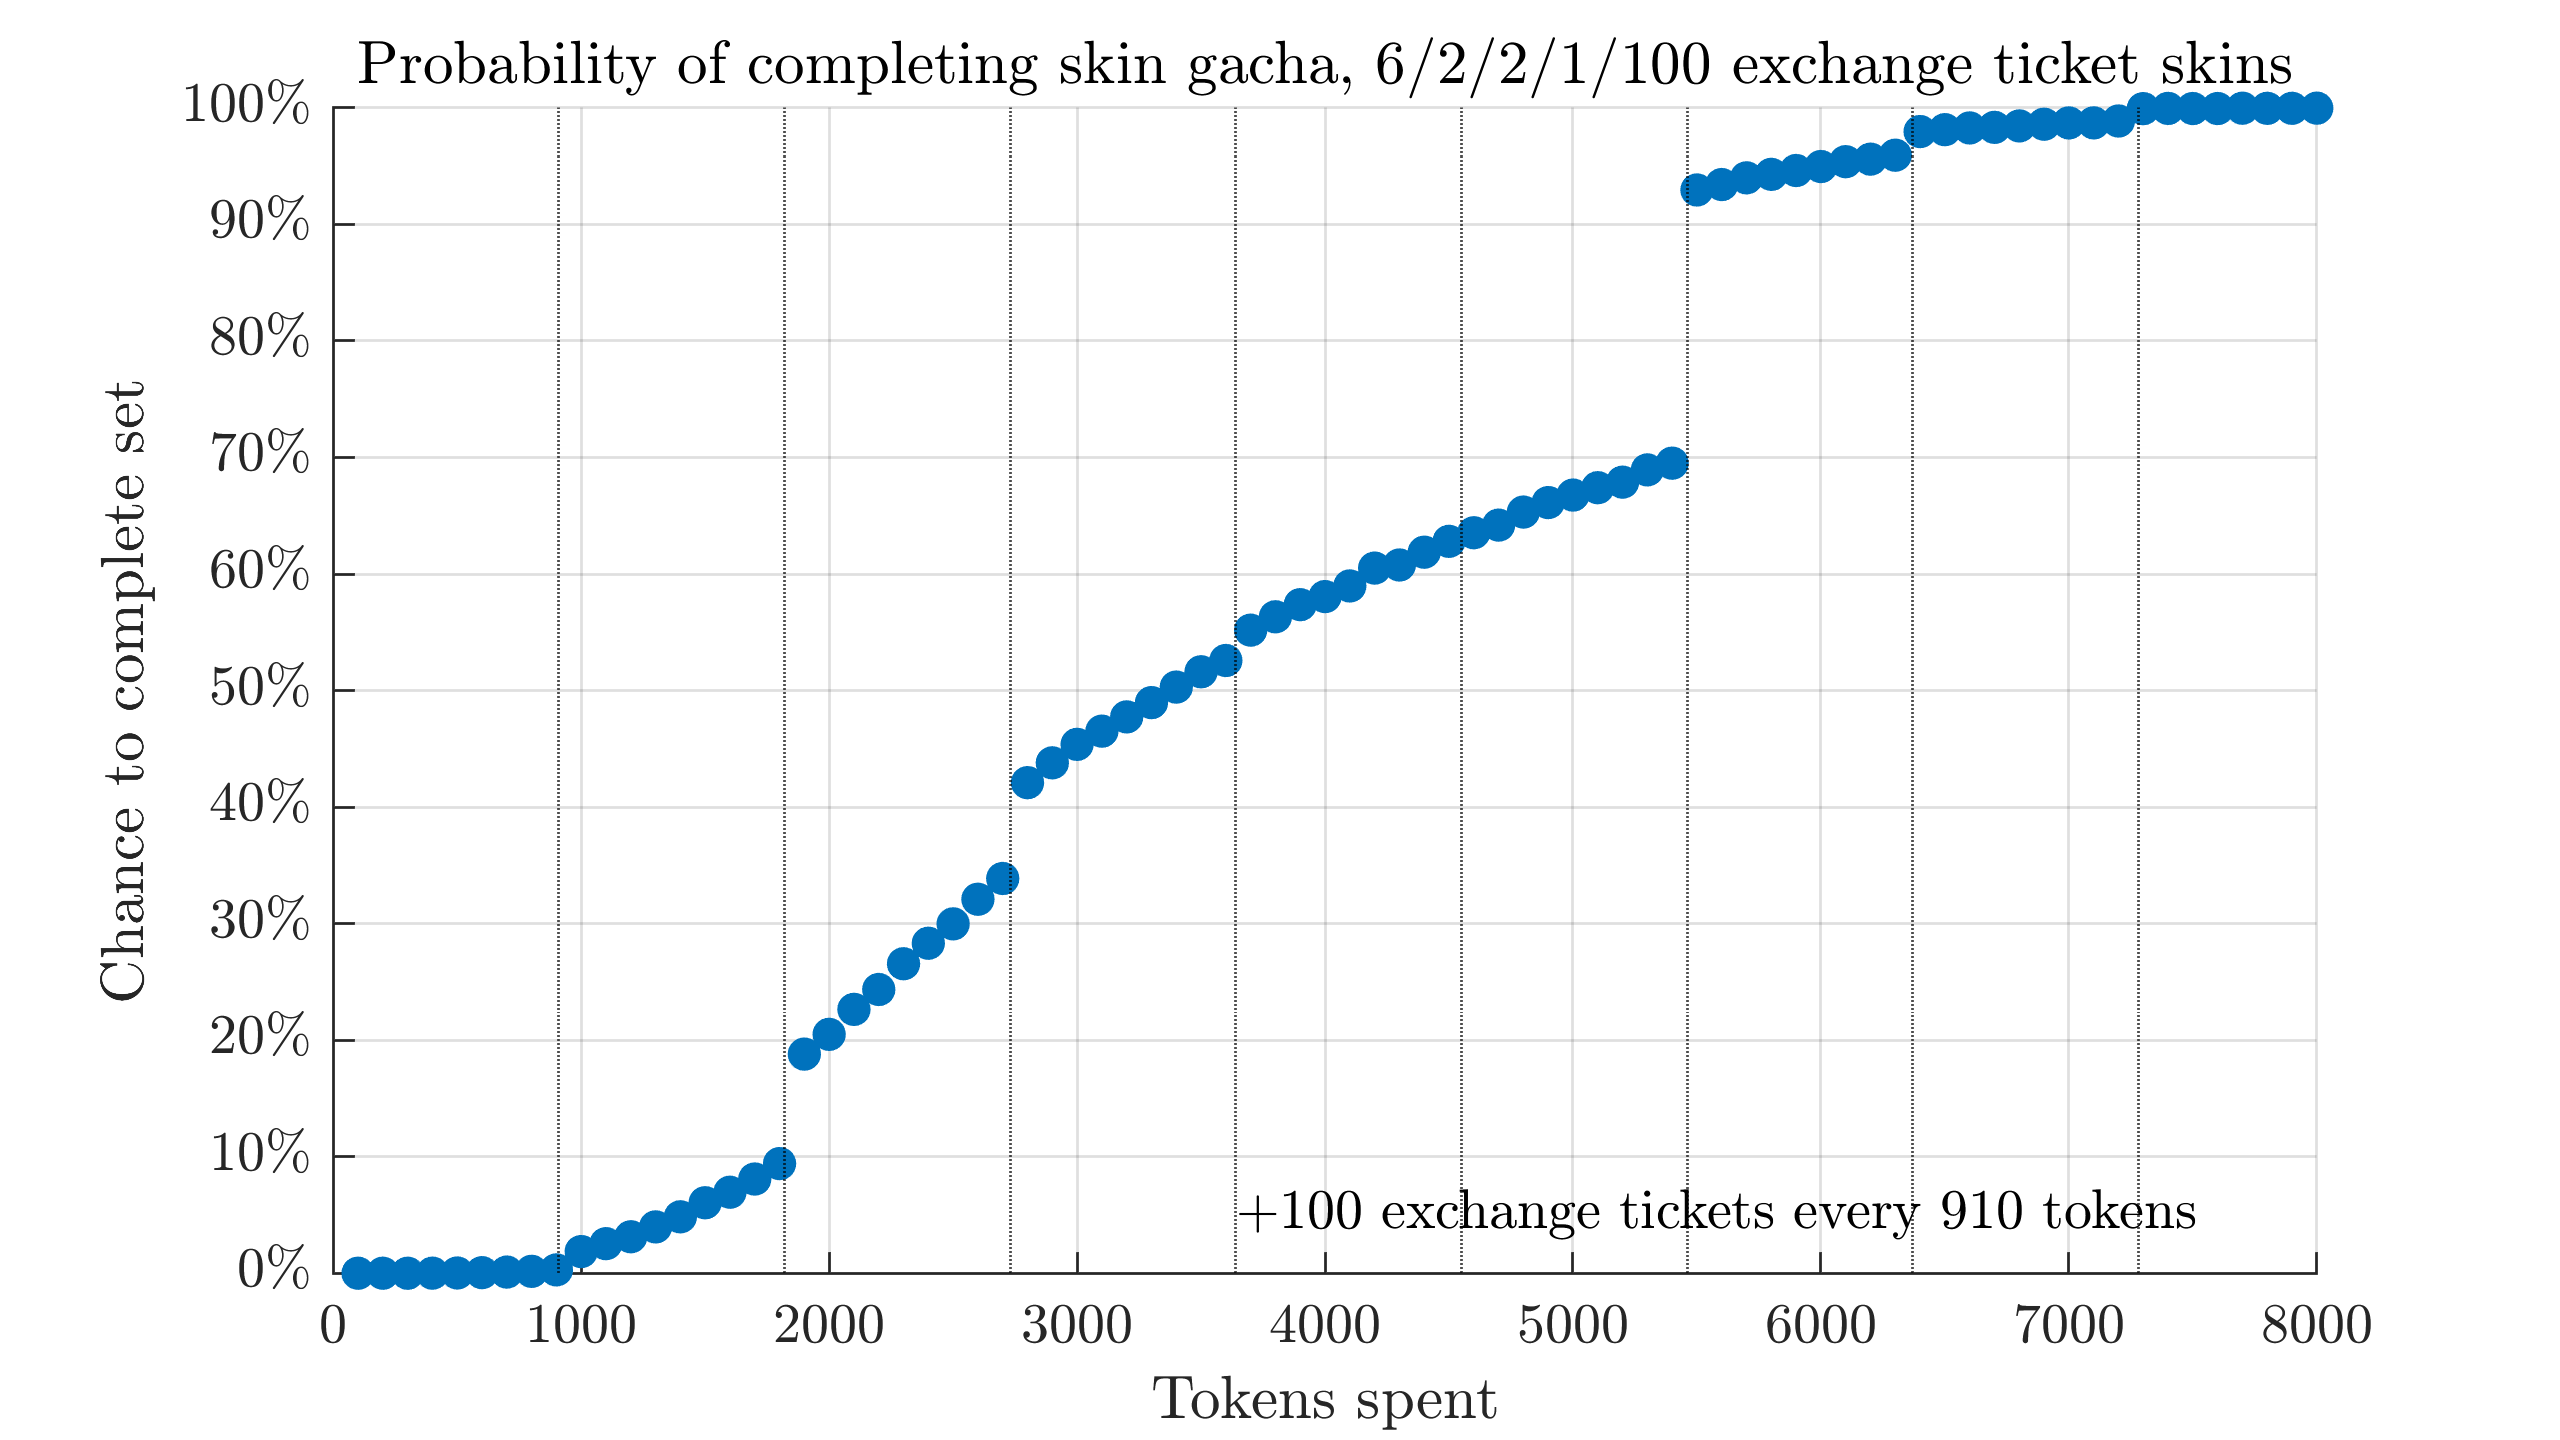 Probability of completing skin gacha, 6/2/2/1/100 exchange ticket skins
100%
90%
80%
70%
60%
50%
40%
30%
20%
10%
0%
Chance to complete set
+100 exchange tickets every 910 tokens
0 1000 2000 3000 4000 5000 6000 7000 8000
Tokens spent